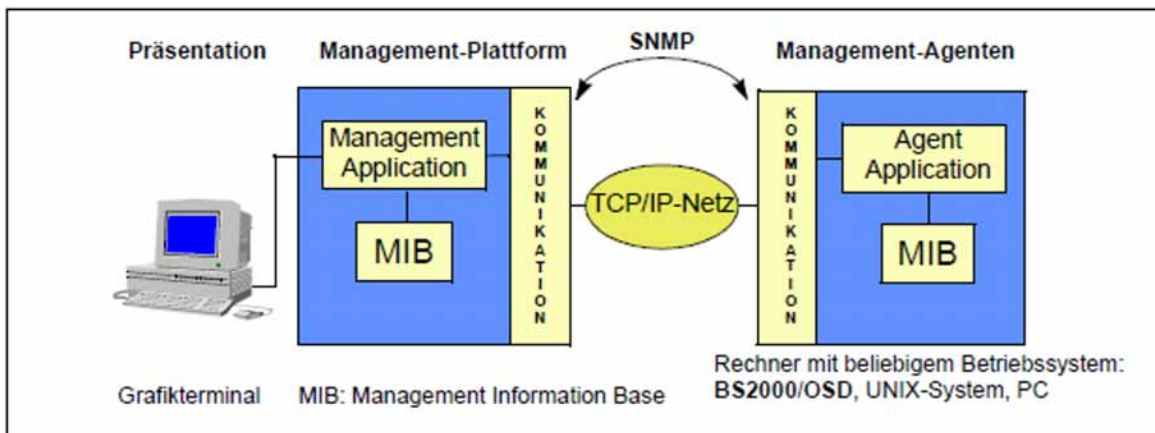 Präsentation
Management-Plattform
SNMP
Management-Agenten
Management
Application
MIB
KOMMUNIKATION
TCP/IP-Netz
KOMMUNIKATION
Agent
Application
MIB
Grafikterminal
MIB: Management Information Base
Rechner mit beliebigem Betriebssystem:
BS2000/OSD, UNIX-System, PC